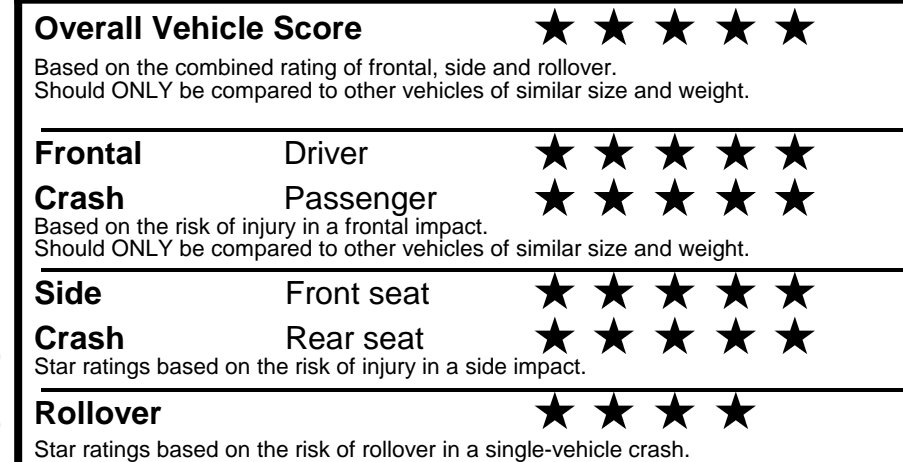 Overall Vehicle Score ★ ★ ★ ★ ★
Based on the combined rating of frontal, side and rollover.
Should ONLY be compared to other vehicles of similar size and weight.
Frontal Driver ★ ★ ★ ★ ★
Crash Passenger ★ ★ ★ ★ ★
Based on the risk of injury in a frontal impact.
Should ONLY be compared to other vehicles of similar size and weight.
Side Front seat ★ ★ ★ ★ ★
Crash Rear seat ★ ★ ★ ★ ★
Star ratings based on the risk of injury in a side impact.
Rollover ★ ★ ★ ★
Star ratings based on the risk of rollover in a single-vehicle crash.